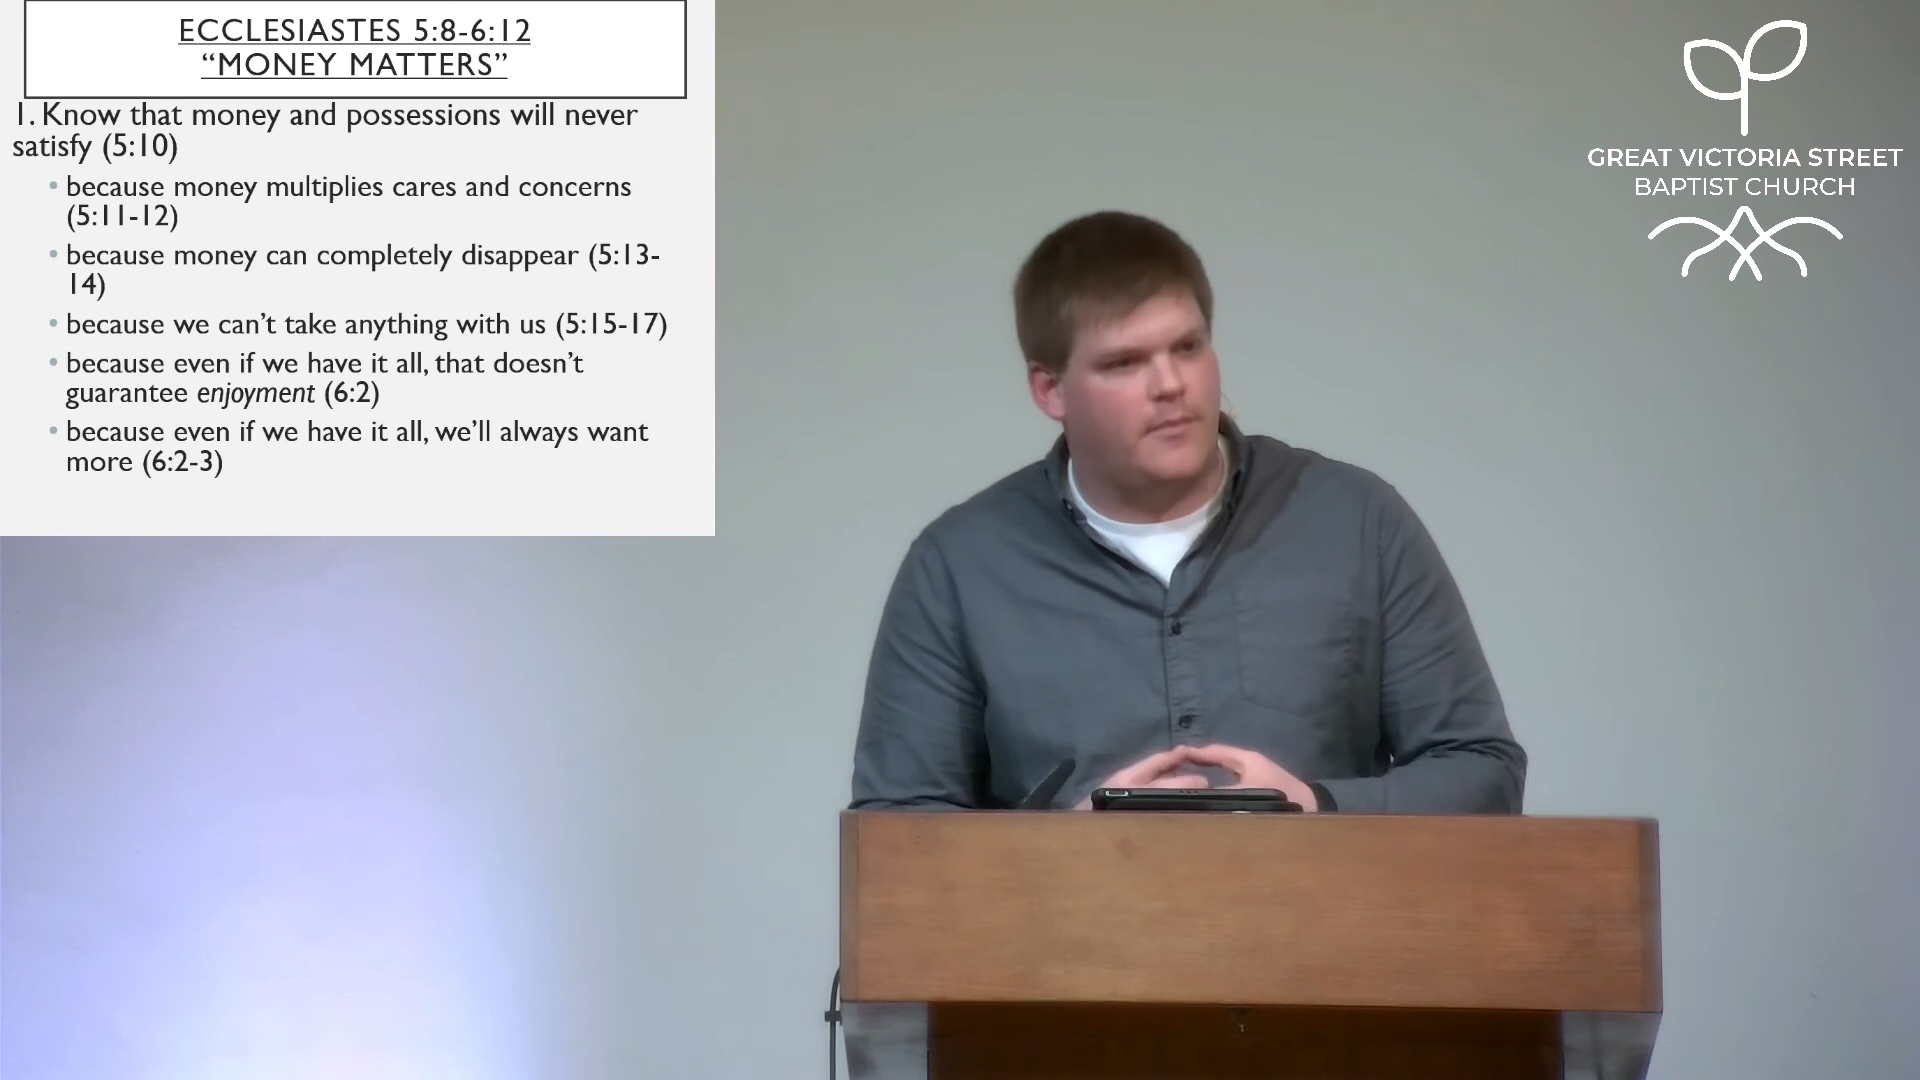 ECCLESIASTES 5:8-6:12
“MONEY MATTERS”
1. Know that money and possessions will never
satisfy (5:10)
• because money multiplies cares and concerns
(5:11-12)
• because money can completely disappear (5:13-
14)
• because we can’t take anything with us (5:15-17)
• because even if we have it all, that doesn’t
guarantee enjoyment (6:2)
• because even if we have it all, we’ll always want
more (6:2-3)
GREAT VICTORIA STREET
BAPTIST CHURCH